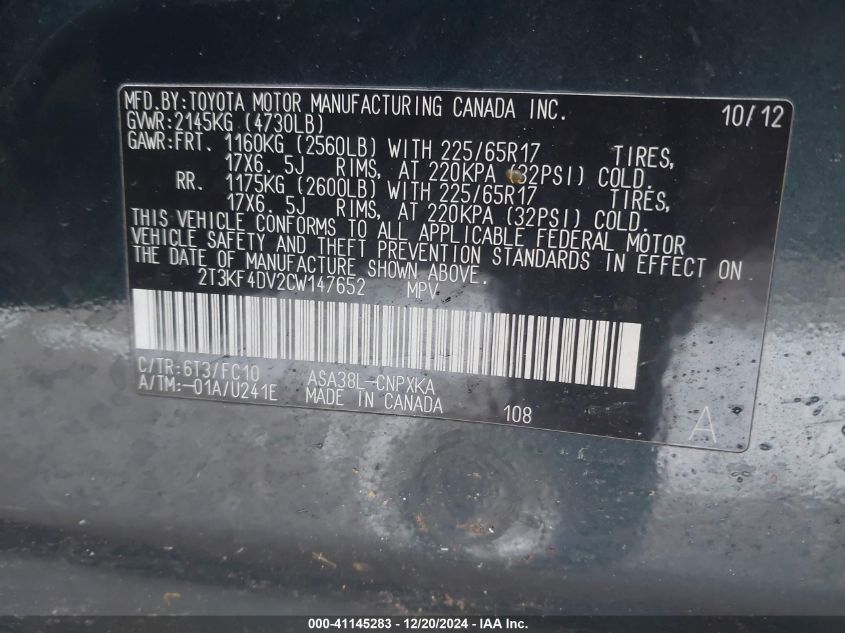 MFD.BY:TOYOTA MOTOR MANUFACTURING CANADA INC. 10/12
GVWR:2145KG (4730LB)
GAWR:FRT. 1160KG (2560LB) WITH 225/65R17 TIRES,
17X6. 5J RIMS, AT 220KPA (32PSI) COLD.
RR. 1175KG (2600LB) WITH 225/65R17 TIRES,
17X6. 5J RIMS, AT 220KPA (32PSI) COLD.
THIS VEHICLE CONFORMS TO ALL APPLICABLE FEDERAL MOTOR
VEHICLE SAFETY AND THEFT PREVENTION STANDARDS IN EFFECT ON
THE DATE OF MANUFACTURE SHOWN ABOVE.
2T3KF4DV2CW147652 MPV
C/TR:6T3/FC10 ASA38L-CNPXKA
A/TM:-01A/U241E MADE IN CANADA 108 A
000-41145283 - 12/20/2024 - IAA Inc.